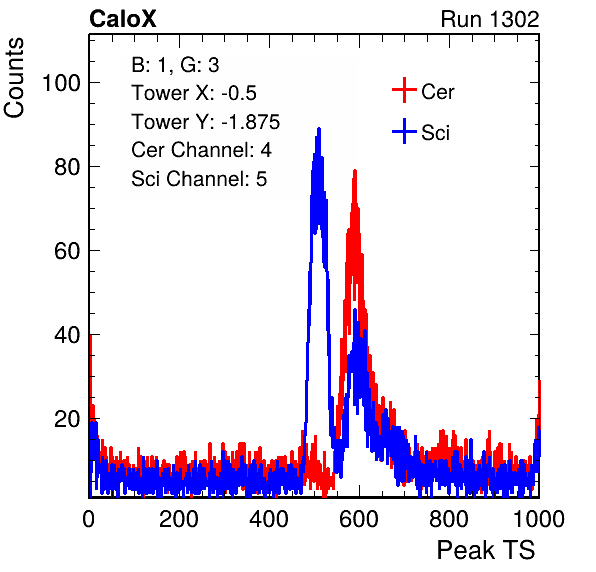 CaloX
Run 1302
Counts
B: 1, G: 3
Tower X: -0.5
Tower Y: -1.875
Cer Channel: 4
Sci Channel: 5
Cer
Sci
100
80
60
40
20
0 200 400 600 800 1000
Peak TS